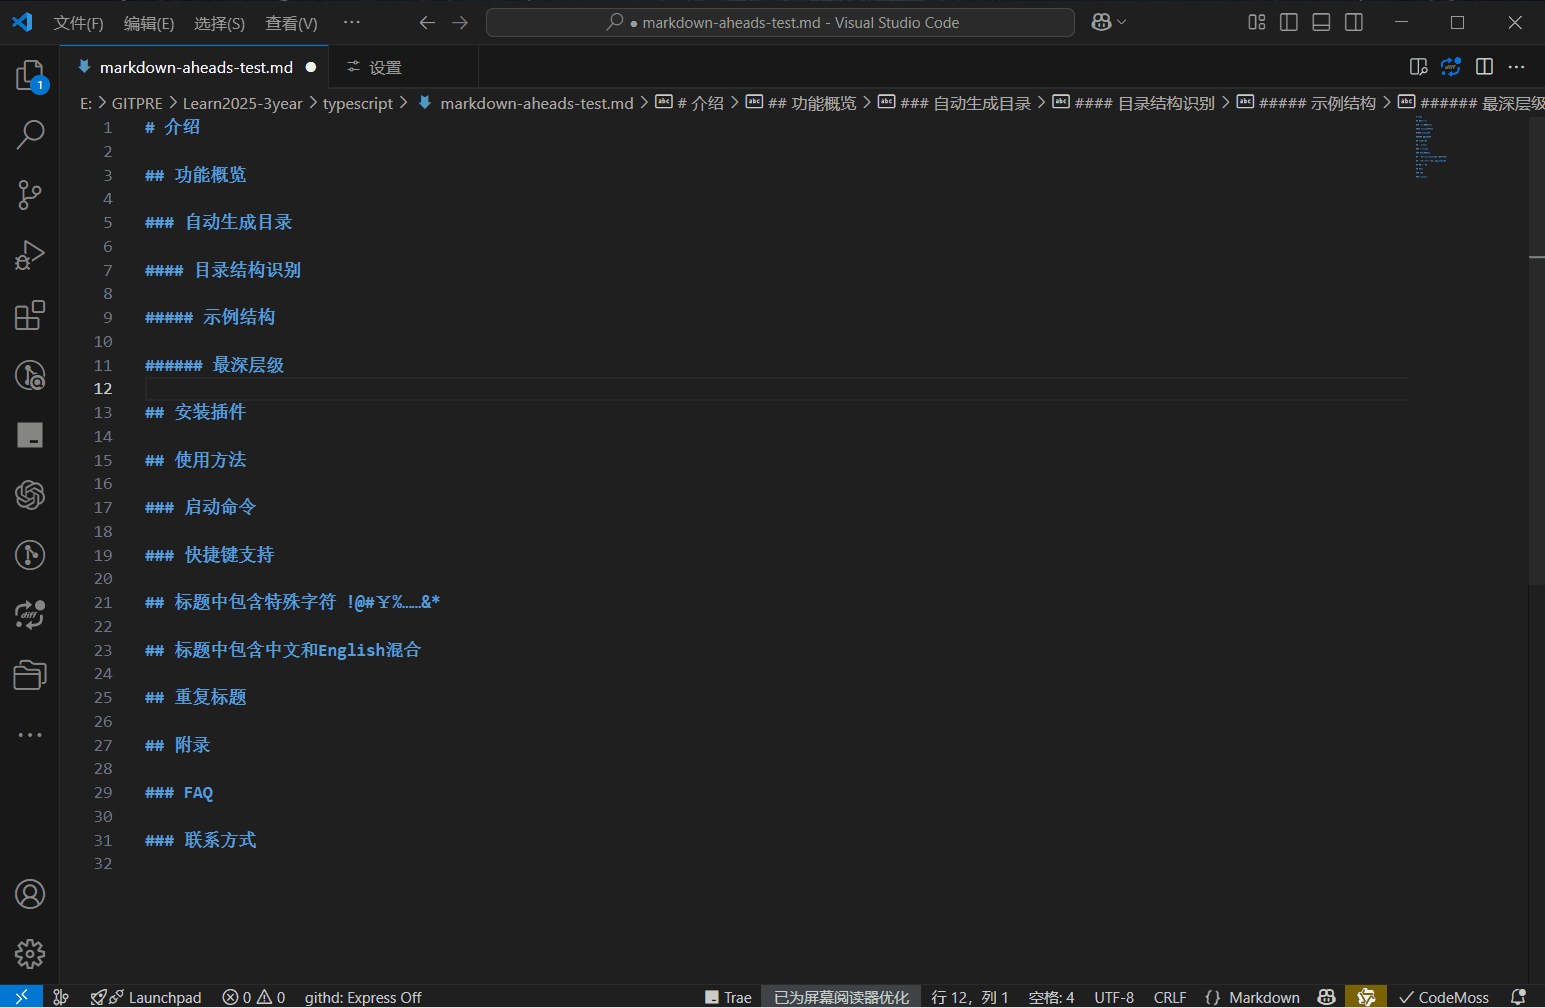 文件(F) 编辑(E) 选择(S) 查看(V) ··· ● markdown-aheads-test.md - Visual Studio Code
markdown-aheads-test.md ● 设置
E: > GITPRE > Learn2025-3year > typescript > markdown-aheads-test.md > # 介绍 > ## 功能概览 > ### 自动生成目录 > #### 目录结构识别 > ##### 示例结构 > ###### 最深层级
1 # 介绍
2
3 ## 功能概览
4
5 ### 自动生成目录
6
7 #### 目录结构识别
8
9 ##### 示例结构
10
11 ###### 最深层级
12
13 ## 安装插件
14
15 ## 使用方法
16
17 ### 启动命令
18
19 ### 快捷键支持
20
21 ## 标题中包含特殊字符 !@#￥%……&*
22
23 ## 标题中包含中文和English混合
24
25 ## 重复标题
26
27 ## 附录
28
29 ### FAQ
30
31 ### 联系方式
32
1
diff
Launchpad 0 0 githd: Express Off Trae 已为屏幕阅读器优化 行 12，列 1 空格: 4 UTF-8 CRLF {} Markdown CodeMoss